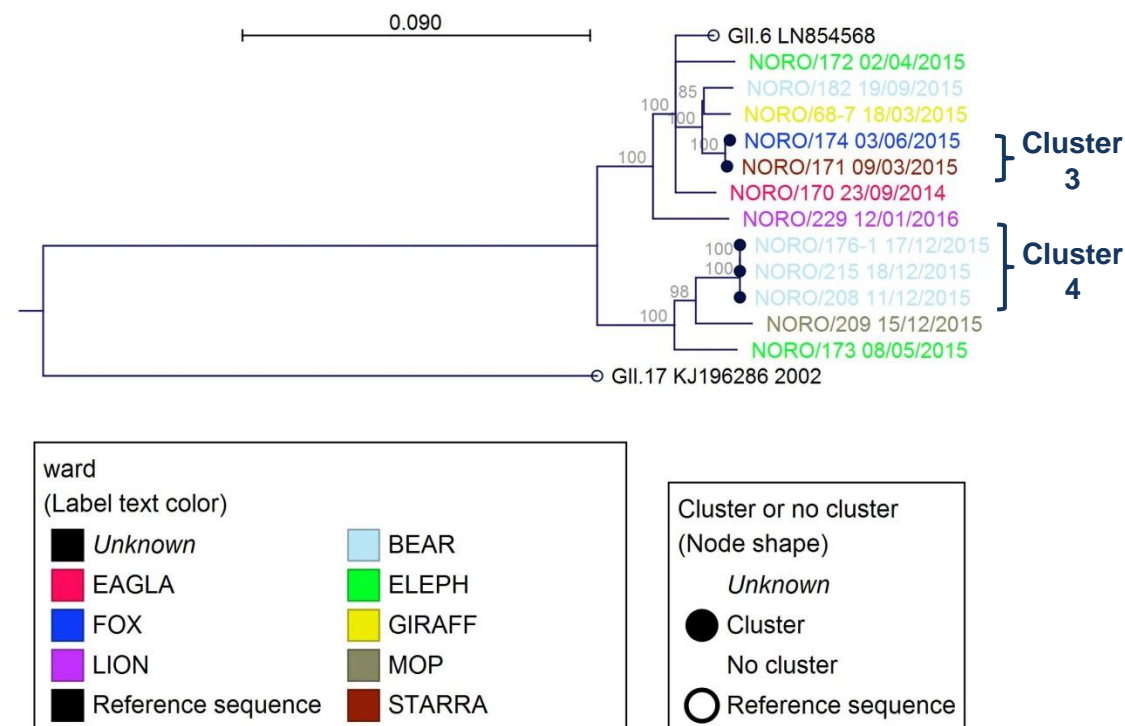 0.090
GII.6 LN854568
NORO/172 02/04/2015
NORO/182 19/09/2015
85
NORO/68-7 18/03/2015
100
100
NORO/174 03/06/2015
100
NORO/171 09/03/2015
Cluster
3
100
NORO/170 23/09/2014
NORO/229 12/01/2016
NORO/176-1 17/12/2015
100
NORO/215 18/12/2015
100
NORO/208 11/12/2015
Cluster
4
98
NORO/209 15/12/2015
100
NORO/173 08/05/2015
GII.17 KJ196286 2002
ward
(Label text color)
Unknown
EAGLA
FOX
LION
Reference sequence
BEAR
ELEPH
GIRAFF
MOP
STARRA
Cluster or no cluster
(Node shape)
Unknown
Cluster
No cluster
Reference sequence